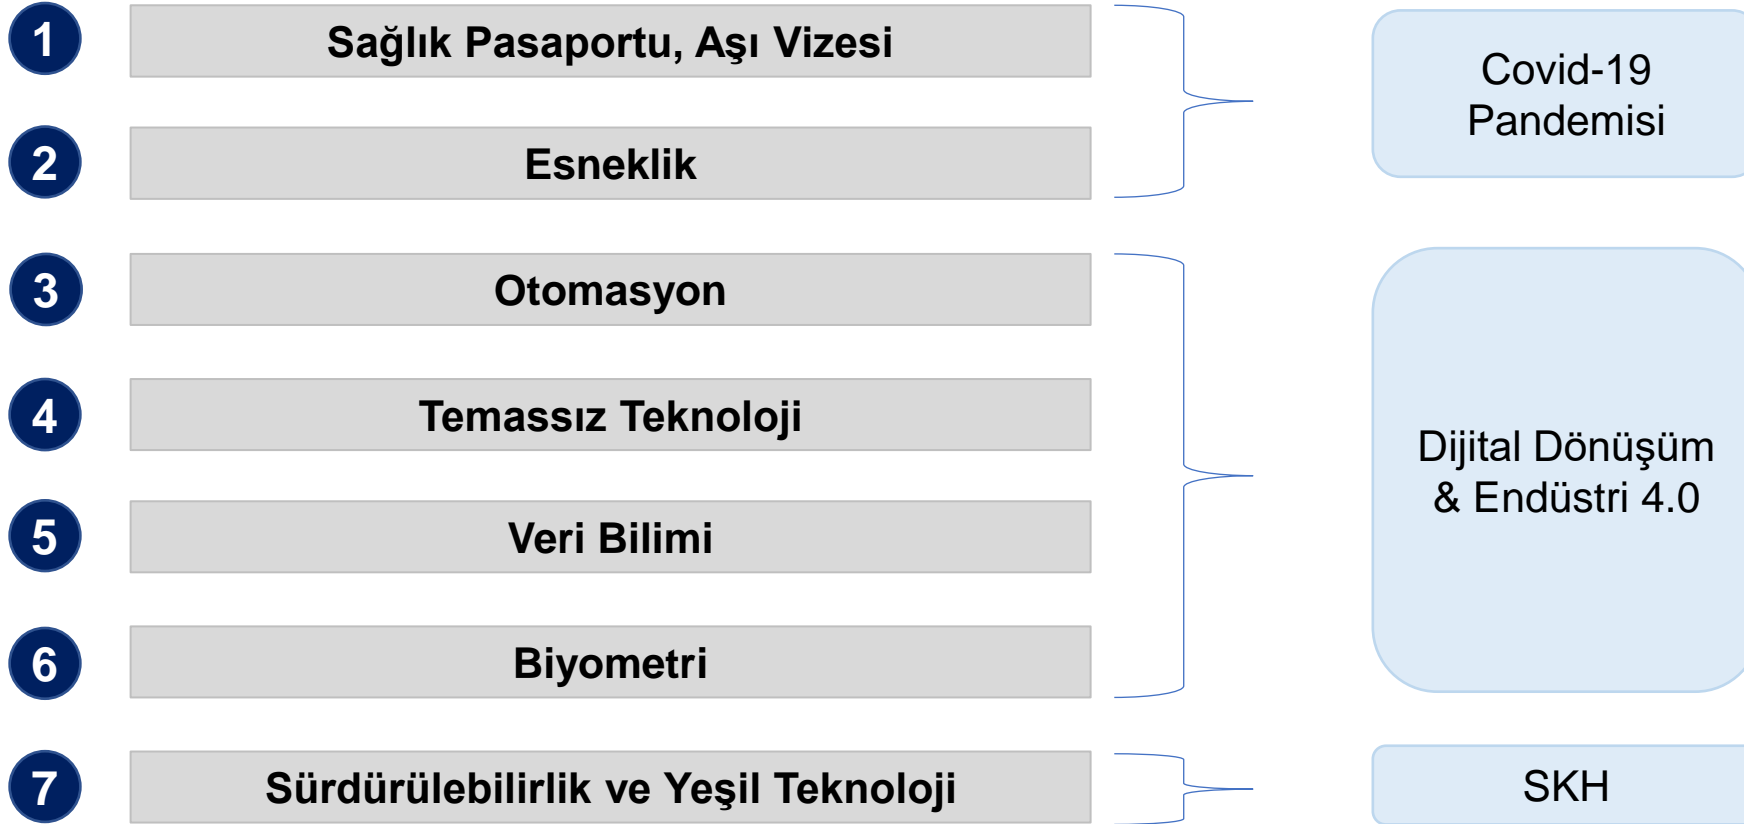 1
Sağlık Pasaportu, Aşı Vizesi
2
Esneklik
Covid-19
Pandemisi
3
Otomasyon
4
Temassız Teknoloji
5
Veri Bilimi
6
Biyometri
Dijital Dönüşüm
& Endüstri 4.0
7
Sürdürülebilirlik ve Yeşil Teknoloji
SKH